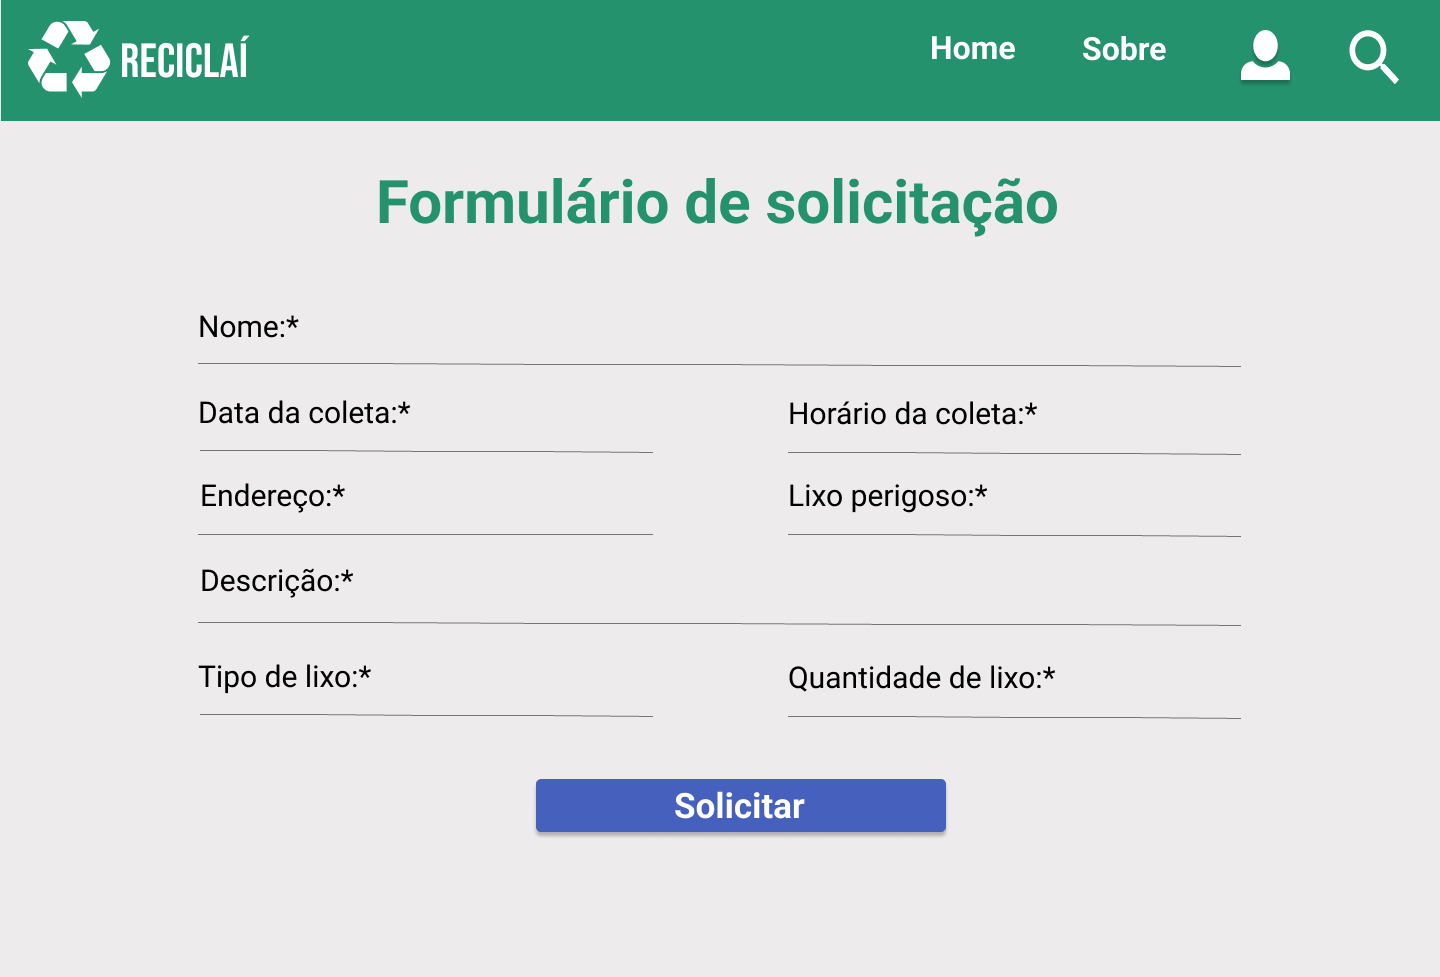 RECICLAÍ
Home
Sobre
Formulário de solicitação
Nome:*
Data da coleta:*
Horário da coleta:*
Endereço:*
Lixo perigoso:*
Descrição:*
Tipo de lixo:*
Quantidade de lixo:*
Solicitar